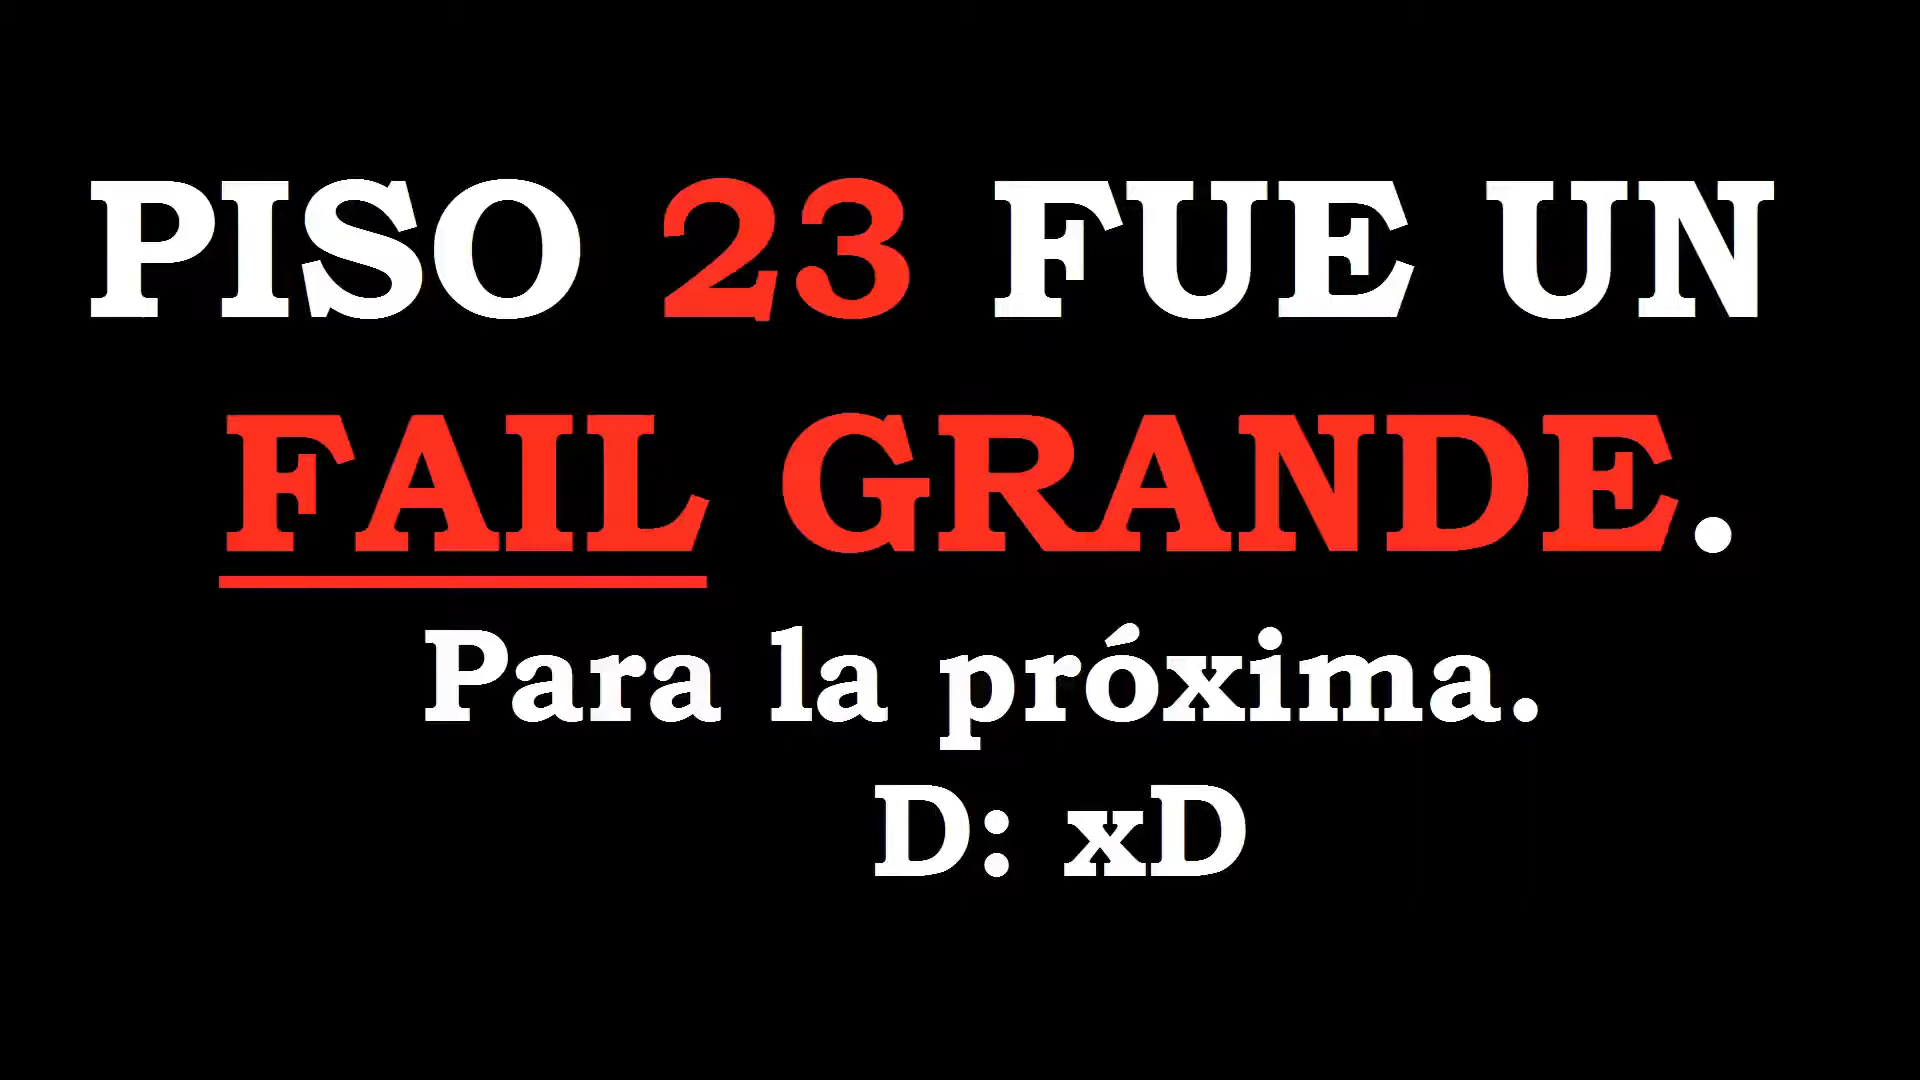 PISO 23 FUE UN
FAIL GRANDE.
Para la próxima.
D: xD